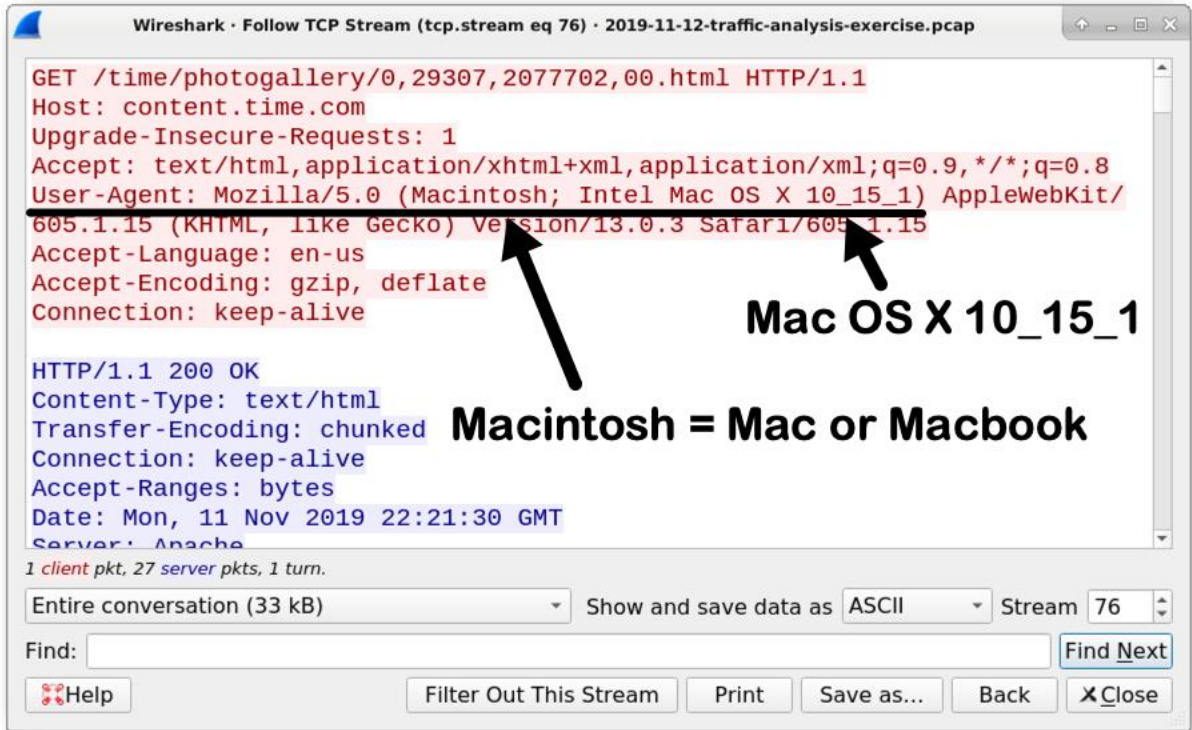 Wireshark · Follow TCP Stream (tcp.stream eq 76) · 2019-11-12-traffic-analysis-exercise.pcap
GET /time/photogallery/0,29307,2077702,00.html HTTP/1.1
Host: content.time.com
Upgrade-Insecure-Requests: 1
Accept: text/html,application/xhtml+xml,application/xml;q=0.9,*/*;q=0.8
User-Agent: Mozilla/5.0 (Macintosh; Intel Mac OS X 10_15_1) AppleWebKit/
605.1.15 (KHTML, like Gecko) Version/13.0.3 Safari/605.1.15
Accept-Language: en-us
Accept-Encoding: gzip, deflate
Connection: keep-alive
Mac OS X 10_15_1
HTTP/1.1 200 OK
Content-Type: text/html
Transfer-Encoding: chunked
Macintosh = Mac or Macbook
Connection: keep-alive
Accept-Ranges: bytes
Date: Mon, 11 Nov 2019 22:21:30 GMT
Server: Apache
1 client pkt, 27 server pkts, 1 turn.
Entire conversation (33 kB) Show and save data as ASCII Stream 76
Find: Find Next
Help Filter Out This Stream Print Save as... Back Close